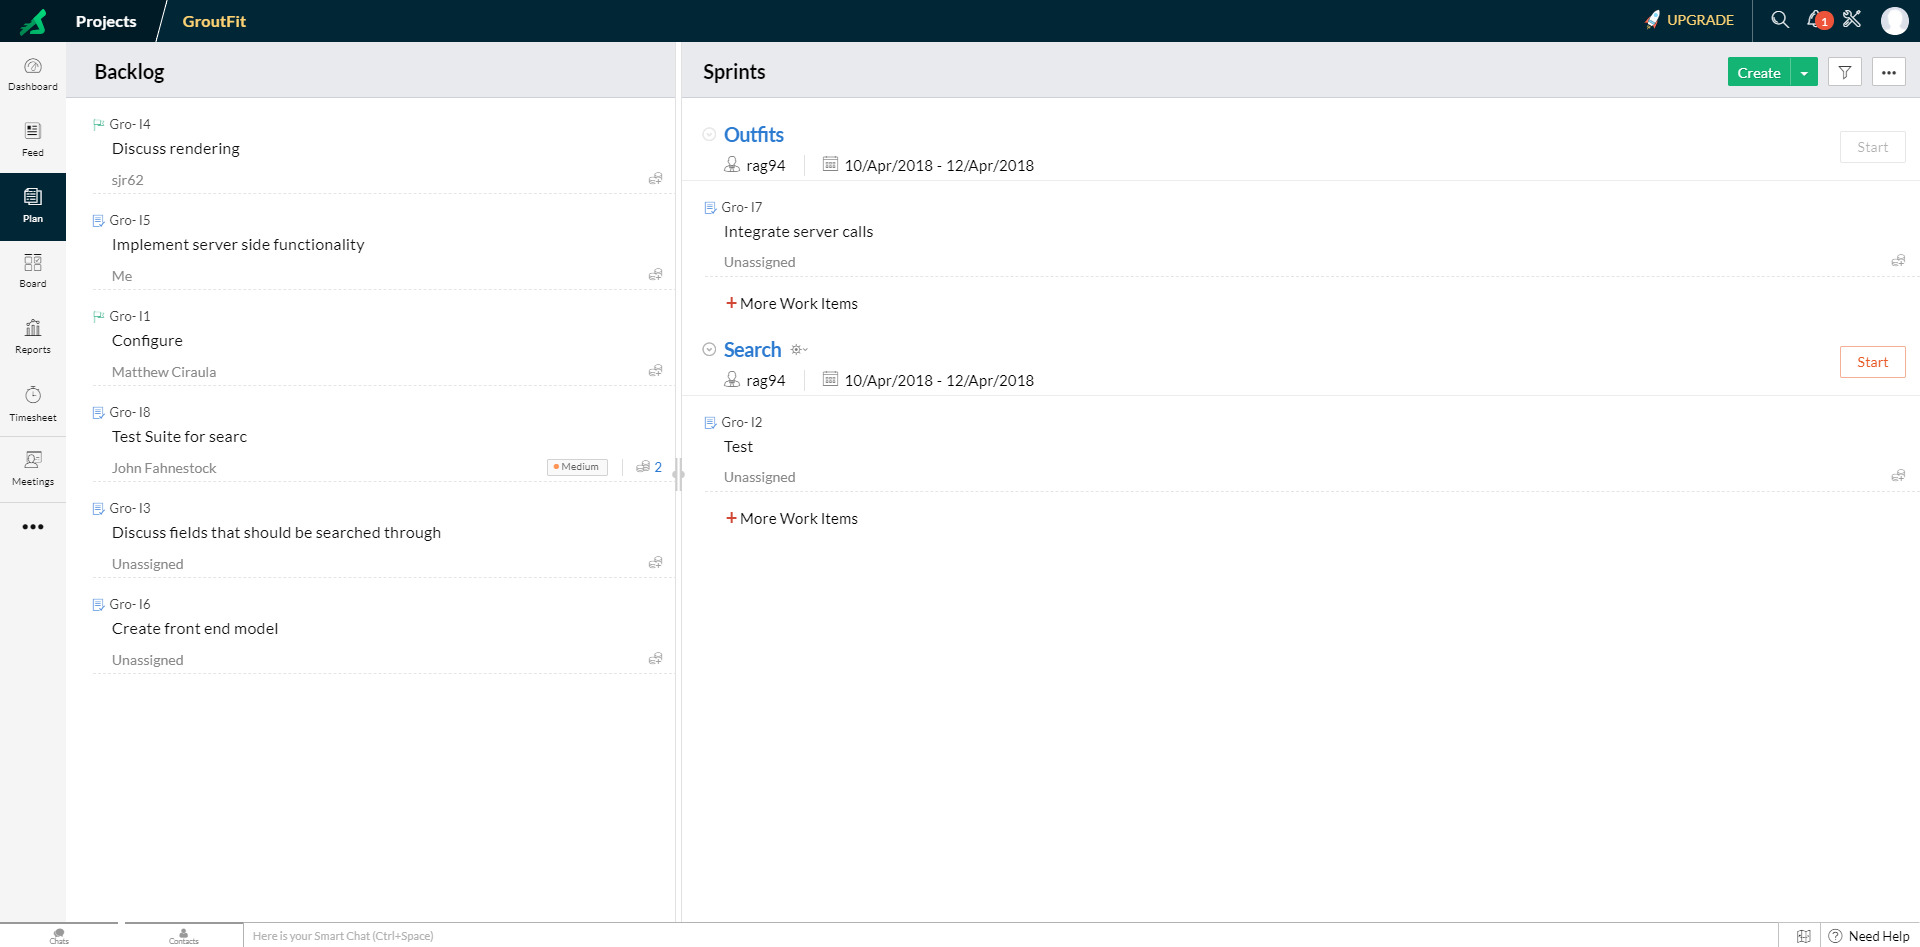 Projects
GroutFit
UPGRADE
1
Dashboard
Feed
Plan
Board
Reports
Timesheet
Meetings
Backlog
Gro- I4
Discuss rendering
sjr62
Gro- I5
Implement server side functionality
Me
Gro- I1
Configure
Matthew Ciraula
Gro- I8
Test Suite for searc
John Fahnestock
Medium
2
Gro- I3
Discuss fields that should be searched through
Unassigned
Gro- I6
Create front end model
Unassigned
Sprints
Create
Outfits
rag94
10/Apr/2018 - 12/Apr/2018
Start
Gro- I7
Integrate server calls
Unassigned
+ More Work Items
Search
rag94
10/Apr/2018 - 12/Apr/2018
Start
Gro- I2
Test
Unassigned
+ More Work Items
Chats
Contacts
Here is your Smart Chat (Ctrl+Space)
Need Help